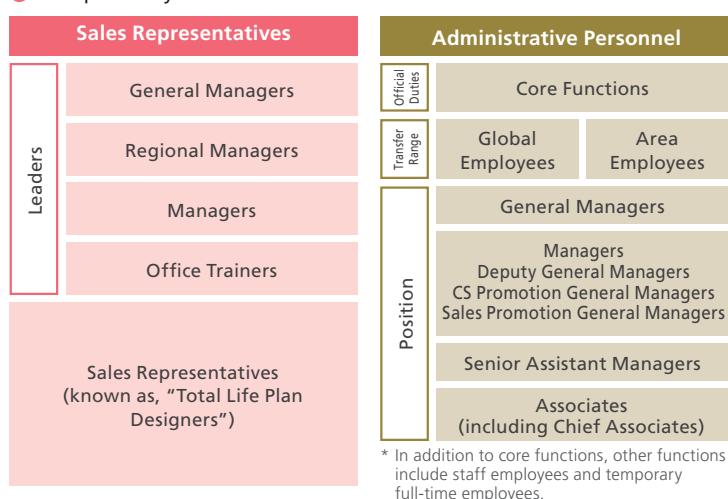 Sales Representatives
Leaders
General Managers
Regional Managers
Managers
Office Trainers
Sales Representatives
(known as, “Total Life Plan
Designers”)
Administrative Personnel
Official
Duties
Core Functions
Transfer
Range
Global
Employees
Area
Employees
Position
General Managers
Managers
Deputy General Managers
CS Promotion General Managers
Sales Promotion General Managers
Senior Assistant Managers
Associates
(including Chief Associates)
* In addition to core functions, other functions
include staff employees and temporary
full-time employees.